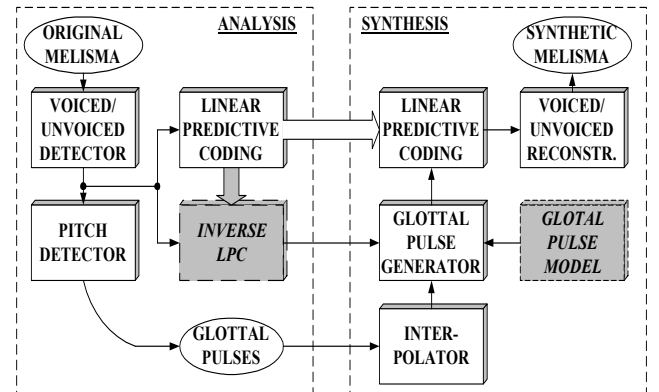 ANALYSIS
ORIGINAL
MELISMA
VOICED/
UNVOICED
DETECTOR
LINEAR
PREDICTIVE
CODING
PITCH
DETECTOR
INVERSE
LPC
GLOTTAL
PULSES
SYNTHESIS
SYNTHETIC
MELISMA
LINEAR
PREDICTIVE
CODING
VOICED/
UNVOICED
RECONSTR.
GLOTTAL
PULSE
GENERATOR
GLOTAL
PULSE
MODEL
INTER-
POLATOR